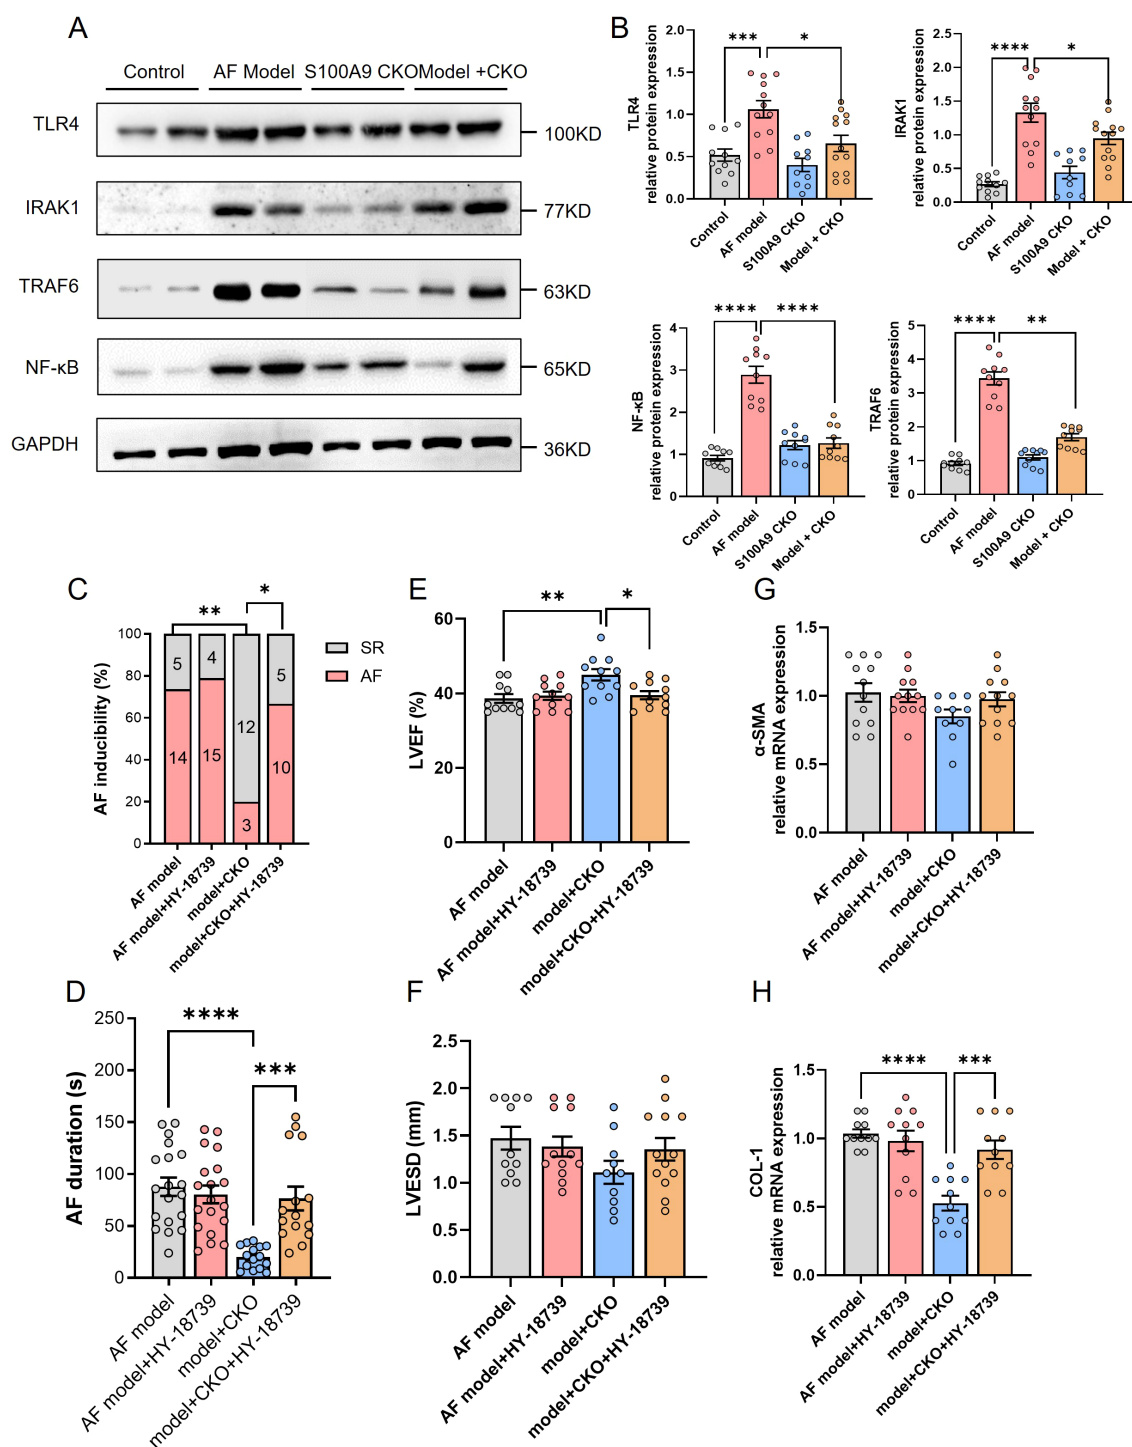 A
Control AF Model S100A9 CKO Model +CKO
TLR4 100KD
IRAK1 77KD
TRAF6 63KD
NF-κB 65KD
GAPDH 36KD
B
TLR4
relative protein expression
2.0
1.5
1.0
0.5
0.0
*** *
Control
AF model
S100A9 CKO
Model + CKO
IRAK1
relative protein expression
2.5
2.0
1.5
1.0
0.5
0.0
**** *
Control
AF model
S100A9 CKO
Model + CKO
NF-κB
relative protein expression
4
3
2
1
0
**** ****
Control
AF model
S100A9 CKO
Model + CKO
TRAF6
relative protein expression
5
4
3
2
1
0
**** **
Control
AF model
S100A9 CKO
Model + CKO
C
AF inducibility (%)
100
80
60
40
20
0
** *
5 4 12 5
14 15 3 10
SR
AF
AF model
AF model+HY-18739
model+CKO
model+CKO+HY-18739
E
LVEF (%)
60
40
20
0
** *
AF model
AF model+HY-18739
model+CKO
model+CKO+HY-18739
G
α-SMA
relative mRNA expression
1.5
1.0
0.5
0.0
AF model
AF model+HY-18739
model+CKO
model+CKO+HY-18739
D
AF duration (s)
250
200
150
100
50
0
**** ***
AF model
AF model+HY-18739
model+CKO
model+CKO+HY-18739
F
LVESD (mm)
2.5
2.0
1.5
1.0
0.5
0.0
AF model
AF model+HY-18739
model+CKO
model+CKO+HY-18739
H
COL-1
relative mRNA expression
1.5
1.0
0.5
0.0
**** ***
AF model
AF model+HY-18739
model+CKO
model+CKO+HY-18739